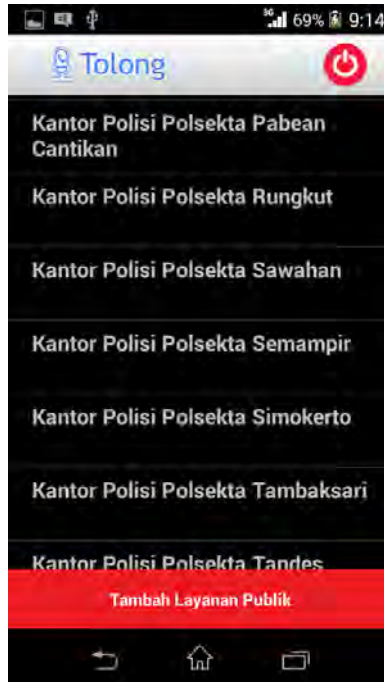 3G 69% 9:14
Tolong
Kantor Polisi Polsekta Pabean
Cantikan
Kantor Polisi Polsekta Rungkut
Kantor Polisi Polsekta Sawahan
Kantor Polisi Polsekta Semampir
Kantor Polisi Polsekta Simokerto
Kantor Polisi Polsekta Tambaksari
Kantor Polisi Polsekta Tandes
Tambah Layanan Publik